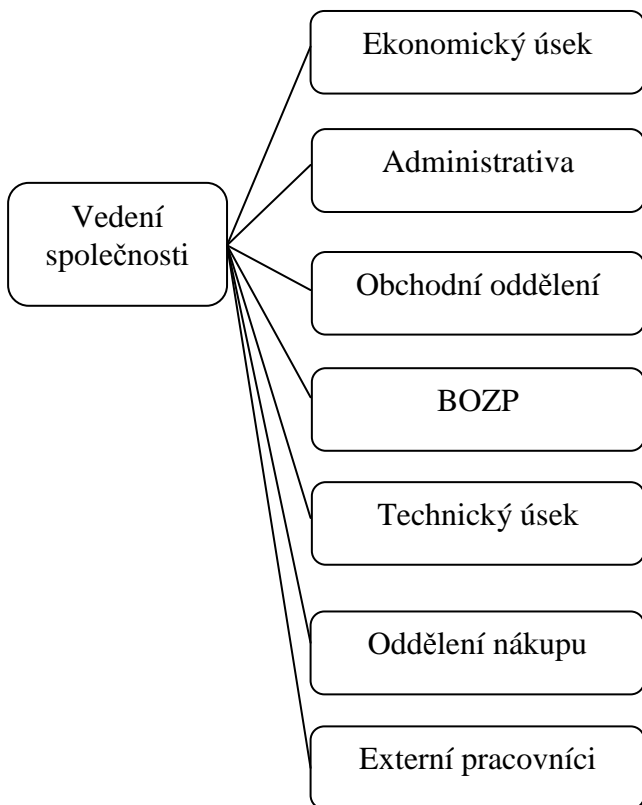 Ekonomický úsek
Administrativa
Vedení
společnosti
Obchodní oddělení
BOZP
Technický úsek
Oddělení nákupu
Externí pracovníci